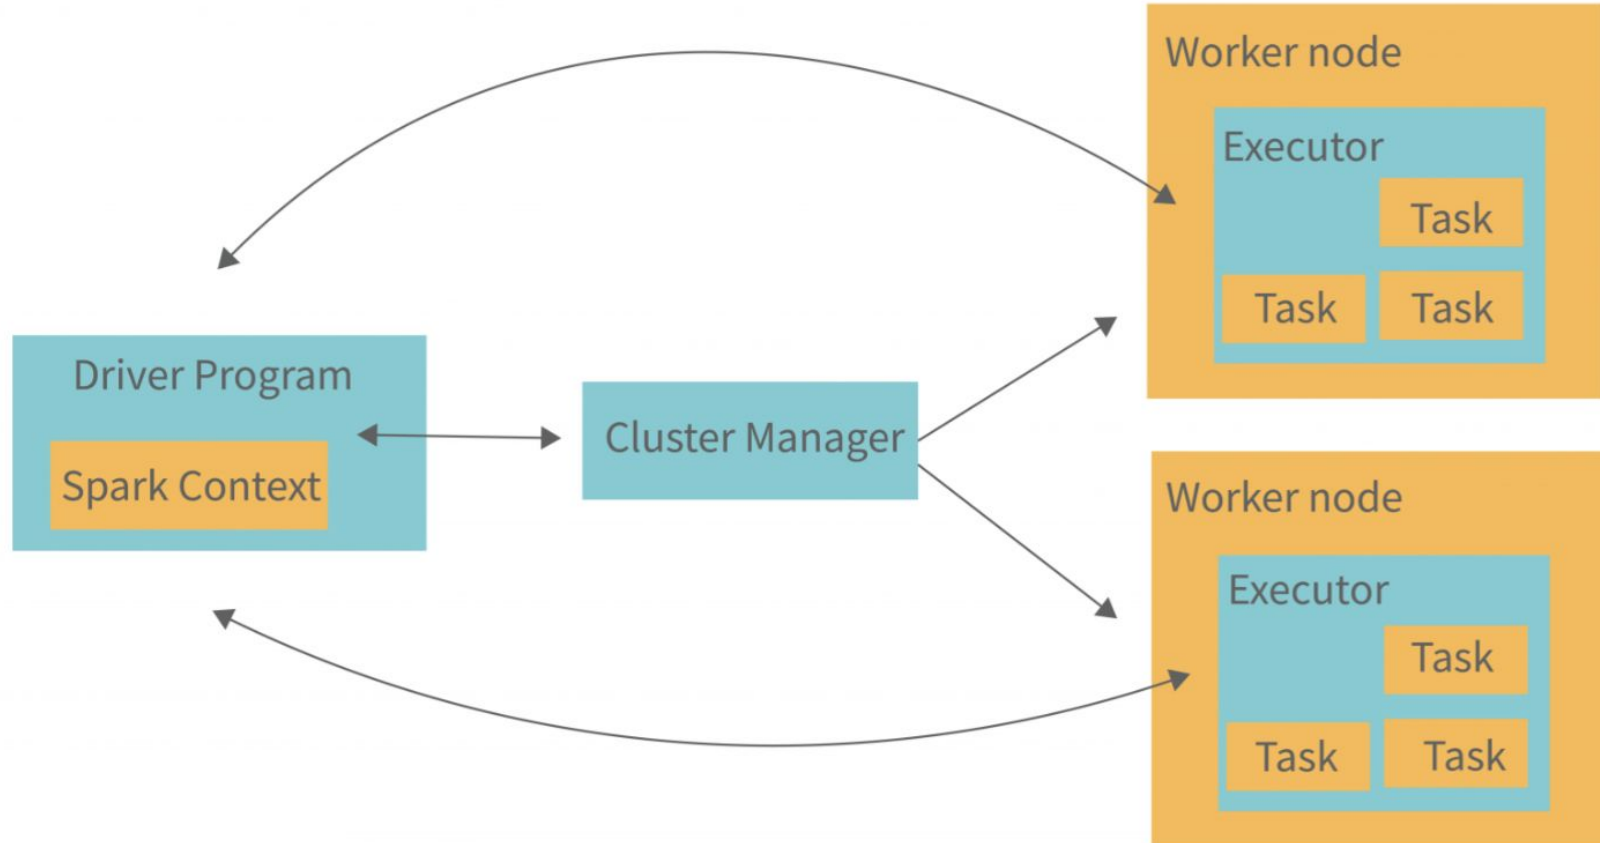 Driver Program
Spark Context
Cluster Manager
Worker node
Executor
Task
Task
Task
Worker node
Executor
Task
Task
Task